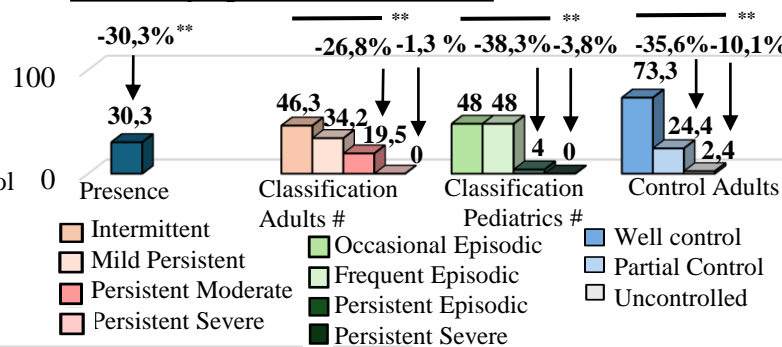 -30,3%**
**
**
**
-26,8% -1,3 % -38,3% -3,8% -35,6% -10,1%
100
30,3
46,3
34,2
19,5
0
48
48
4
0
73,3
24,4
2,4
ol
0
Presence
Classification Adults #
Classification Pediatrics #
Control Adults
Intermittent
Mild Persistent
Persistent Moderate
Persistent Severe
Occasional Episodic
Frequent Episodic
Persistent Episodic
Persistent Severe
Well control
Partial Control
Uncontrolled